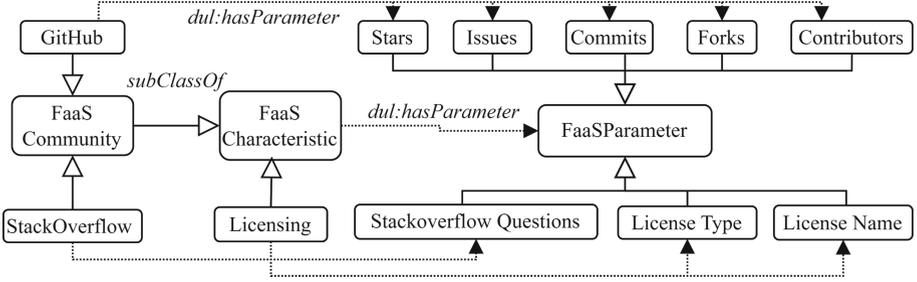 dul:hasParameter
GitHub
Stars
Issues
Commits
Forks
Contributors
subClassOf
FaaS
Community
FaaS
Characteristic
dul:hasParameter
FaaSParameter
StackOverflow
Licensing
Stackoverflow Questions
License Type
License Name